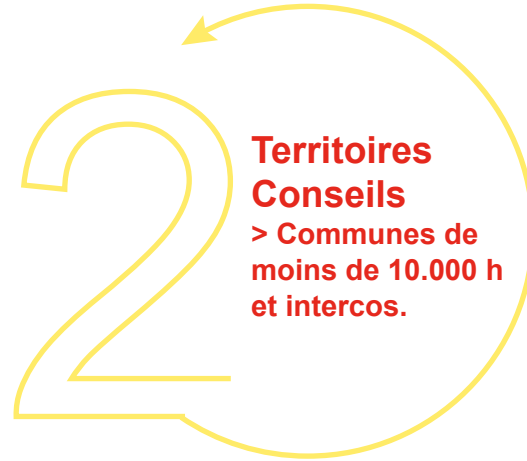 2
Territoires
Conseils
> Communes de
moins de 10.000 h
et intercos.